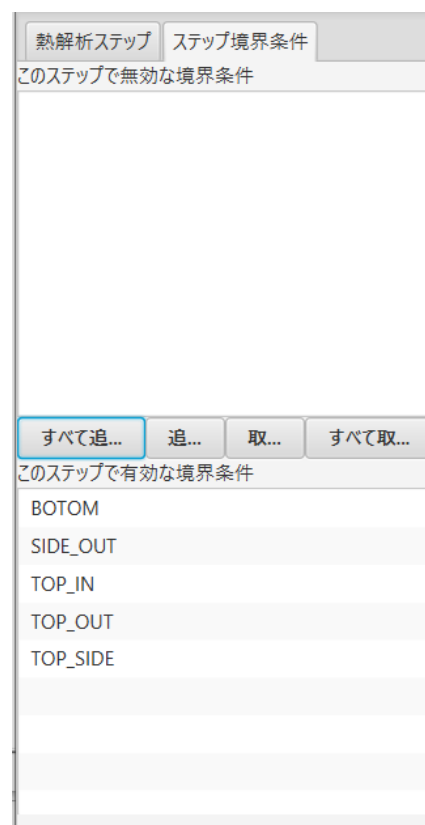 熱解析ステップ ステップ境界条件
このステップで無効な境界条件
すべて追... 追... 取... すべて取...
このステップで有効な境界条件
BOTOM
SIDE_OUT
TOP_IN
TOP_OUT
TOP_SIDE